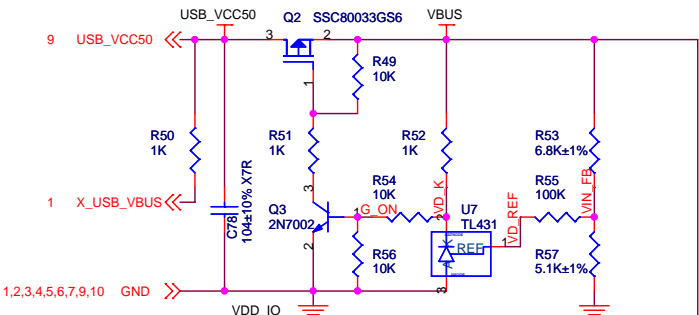 USB_VCC50 Q2 SSC80033GS6 VBUS
9 USB_VCC50 3 2
R49
10K
1
R50
1K
R51
1K
R52
1K
R53
6.8K±1%
1 X_USB_VBUS
C78
104±10% X7R
3
Q3
2N7002
1
G_ON
2
R54
10K
VD_K
2
U7
TL431
REF
A
K
1
VD_REF
R55
100K
VIN_FB
R56
10K
R57
5.1K±1%
3
1,2,3,4,5,6,7,9,10 GND
VDD_IO